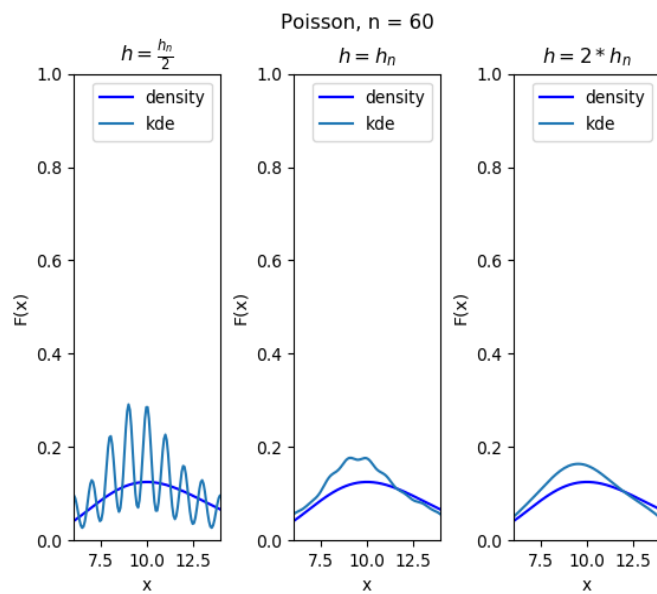 Poisson, n = 60
h = h_n/2
h = h_n
h = 2 * h_n
1.0
0.8
0.6
0.4
0.2
0.0
F(x)
7.5 10.0 12.5
x
density
kde
1.0
0.8
0.6
0.4
0.2
0.0
F(x)
7.5 10.0 12.5
x
density
kde
1.0
0.8
0.6
0.4
0.2
0.0
F(x)
7.5 10.0 12.5
x
density
kde